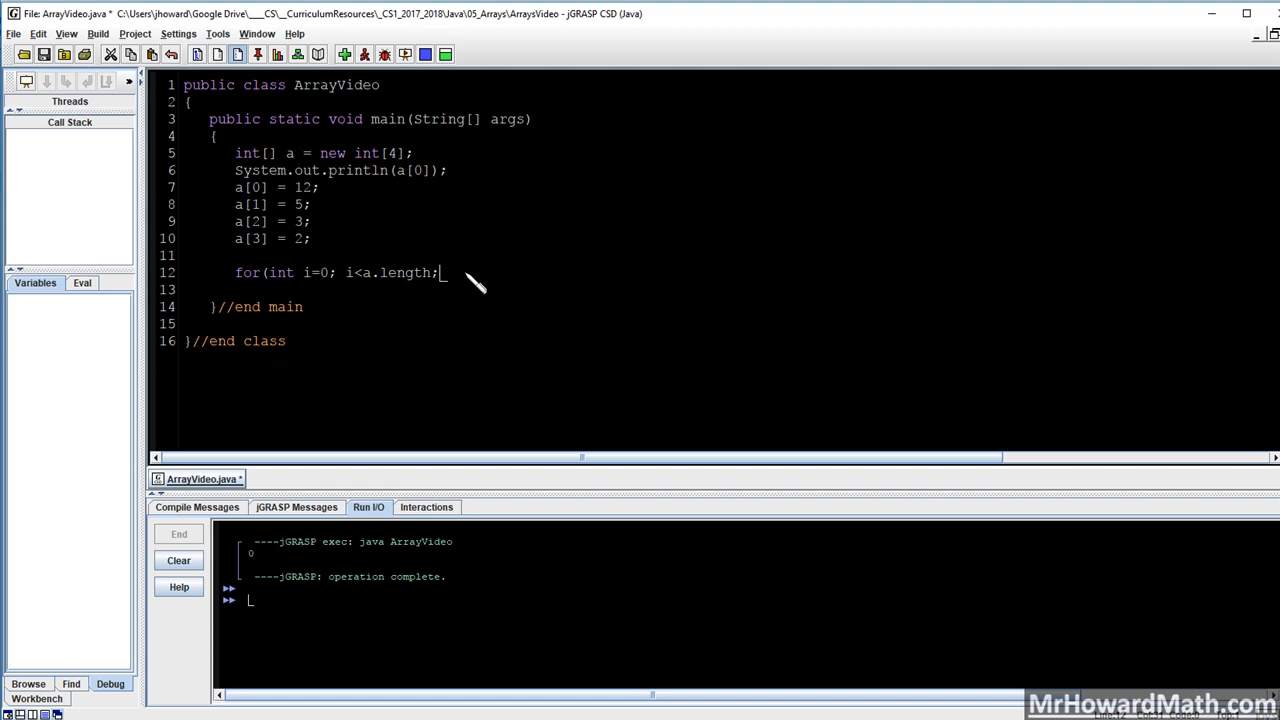 File: ArrayVideo.java * C:\Users\jhoward\Google Drive\____CS\__CurriculumResources\_CS1_2017_2018\Java\05_Arrays\ArraysVideo - jGRASP CSD (Java)
File Edit View Build Project Settings Tools Window Help
Threads
Call Stack
Variables Eval
Browse Find Debug
Workbench
1 public class ArrayVideo
2 {
3 public static void main(String[] args)
4 {
5 int[] a = new int[4];
6 System.out.println(a[0]);
7 a[0] = 12;
8 a[1] = 5;
9 a[2] = 3;
10 a[3] = 2;
11
12 for(int i=0; i<a.length;
13
14 }//end main
15
16 }//end class
ArrayVideo.java *
Compile Messages jGRASP Messages Run I/O Interactions
End
Clear
Help
----jGRASP exec: java ArrayVideo
0
----jGRASP: operation complete.
MrHowardMath.com